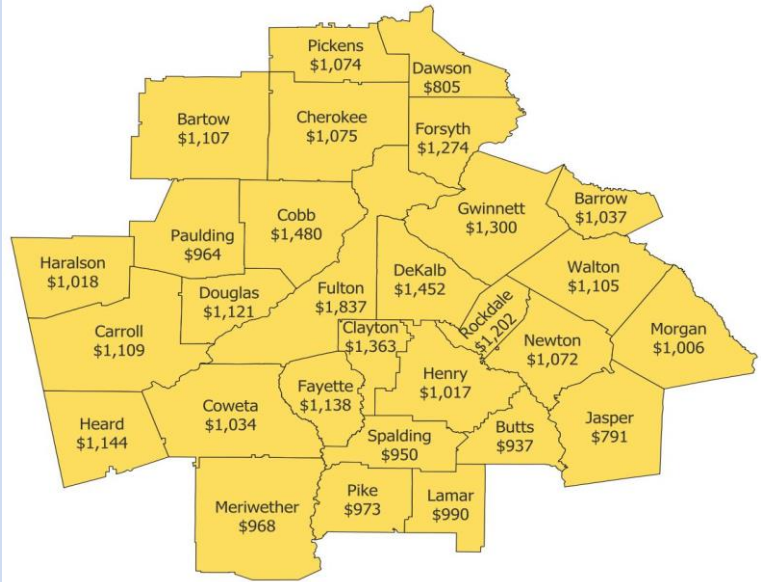 Pickens
$1,074
Dawson
$805
Bartow
$1,107
Cherokee
$1,075
Forsyth
$1,274
Gwinnett
$1,300
Barrow
$1,037
Cobb
$1,480
Paulding
$964
Haralson
$1,018
Walton
$1,105
Fulton
$1,837
DeKalb
$1,452
Douglas
$1,121
Rockdale
$1,202
Carroll
$1,109
Clayton
$1,363
Newton
$1,072
Morgan
$1,006
Henry
$1,017
Fayette
$1,138
Coweta
$1,034
Heard
$1,144
Spalding
$950
Butts
$937
Jasper
$791
Meriwether
$968
Pike
$973
Lamar
$990